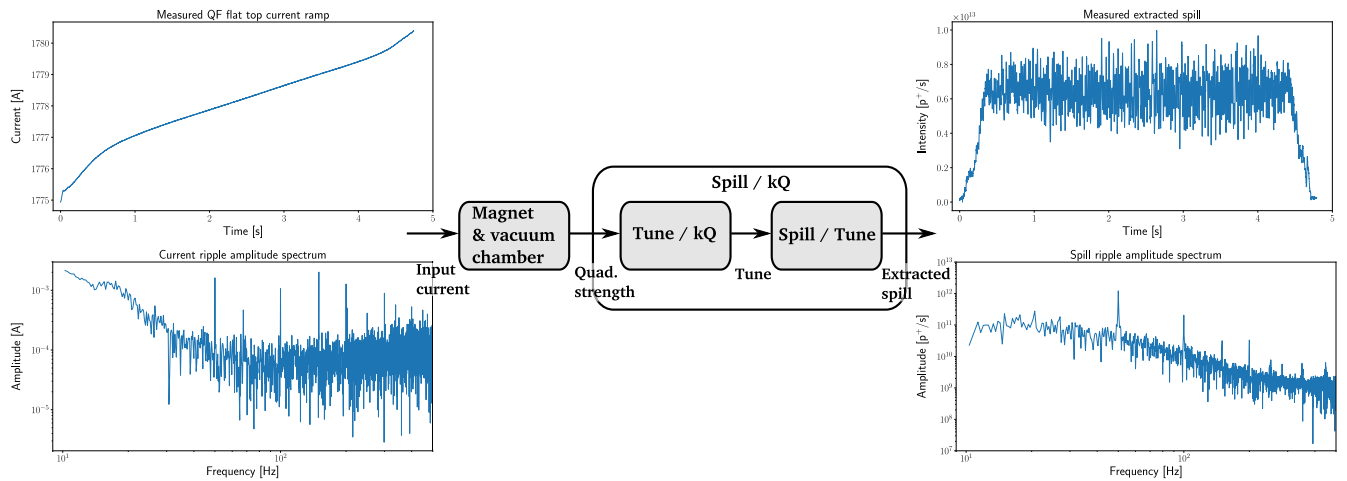 Measured QF flat top current ramp
1780
1779
1778
1777
1776
1775
Current [A]
0 1 2 3 4 5
Time [s]
Current ripple amplitude spectrum
10⁻³
10⁻⁴
10⁻⁵
Amplitude [A]
10¹ 10²
Frequency [Hz]
Input
current
Magnet
& vacuum
chamber
Quad.
strength
Spill / kQ
Tune / kQ
Tune
Spill / Tune
Extracted
spill
Measured extracted spill
×10¹³
1.0
0.8
0.6
0.4
0.2
0.0
Intensity [p⁺/s]
0 1 2 3 4 5
Time [s]
Spill ripple amplitude spectrum
10¹³
10¹²
10¹¹
10¹⁰
10⁹
10⁸
10⁷
Amplitude [p⁺/s]
10¹ 10²
Frequency [Hz]